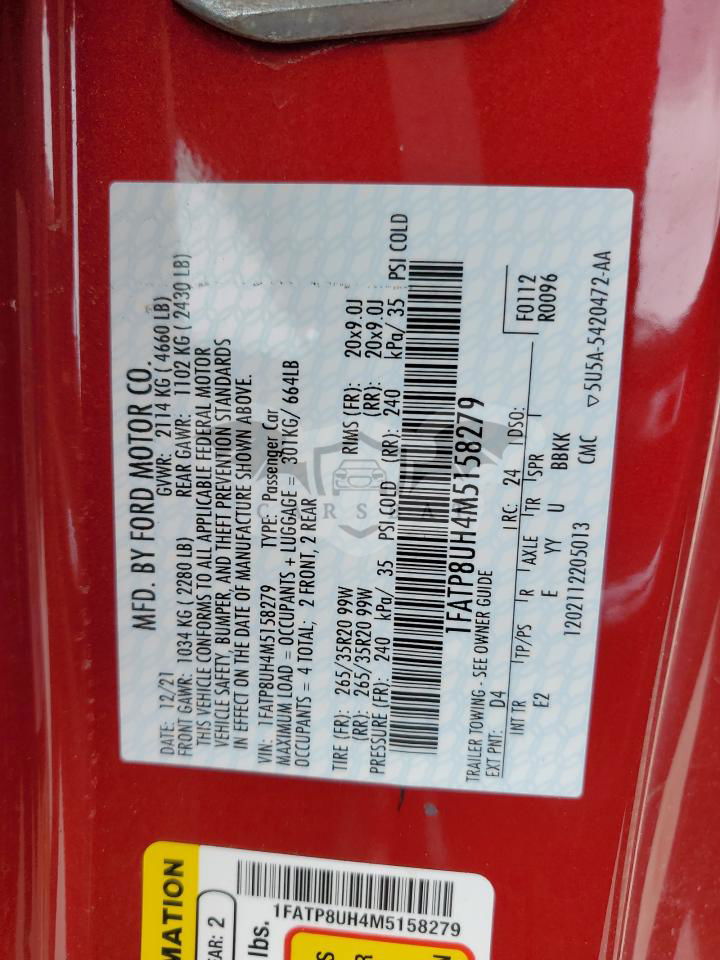 MFD. BY FORD MOTOR CO.
DATE: 12/21 GVWR: 2114 KG ( 4660 LB)
FRONT GAWR: 1034 KG ( 2280 LB) REAR GAWR: 1102 KG ( 2430 LB)
THIS VEHICLE CONFORMS TO ALL APPLICABLE FEDERAL MOTOR
VEHICLE SAFETY, BUMPER, AND THEFT PREVENTION STANDARDS
IN EFFECT ON THE DATE OF MANUFACTURE SHOWN ABOVE.
VIN: 1FATP8UH4M5158279 TYPE: Passenger Car
MAXIMUM LOAD = OCCUPANTS + LUGGAGE = 301KG/ 664LB
OCCUPANTS = 4 TOTAL; 2 FRONT, 2 REAR
TIRE (FR): 265/35R20 99W RIMS (FR): 20x9.0J
(RR): 265/35R20 99W (RR): 20x9.0J
PRESSURE (FR): 240 kPa/ 35 PSI COLD (RR): 240 kPa/ 35 PSI COLD
1FATP8UH4M5158279
TRAILER TOWING - SEE OWNER GUIDE
EXT PNT: D4 RC: 24 DSO: F0112
R0096
INT TR TP/PS R AXLE TR SPR
E2 E YY U BBKK
12021112205013 CMC ▽5U5A-5420472-AA
CARS
MATION
EAR: 2
lbs.
1FATP8UH4M5158279